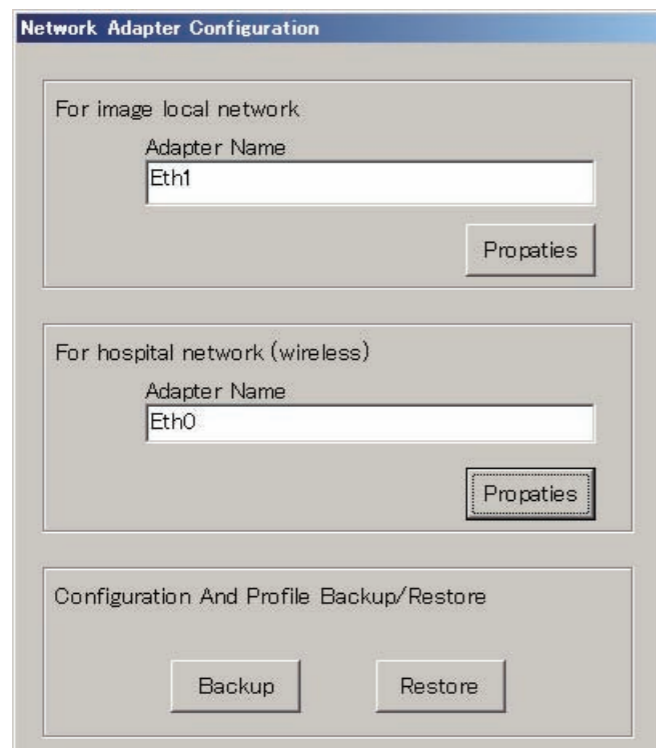 Network Adapter Configuration
For image local network
Adapter Name
Eth1
Propaties
For hospital network (wireless)
Adapter Name
Eth0
Propaties
Configuration And Profile Backup/Restore
Backup Restore